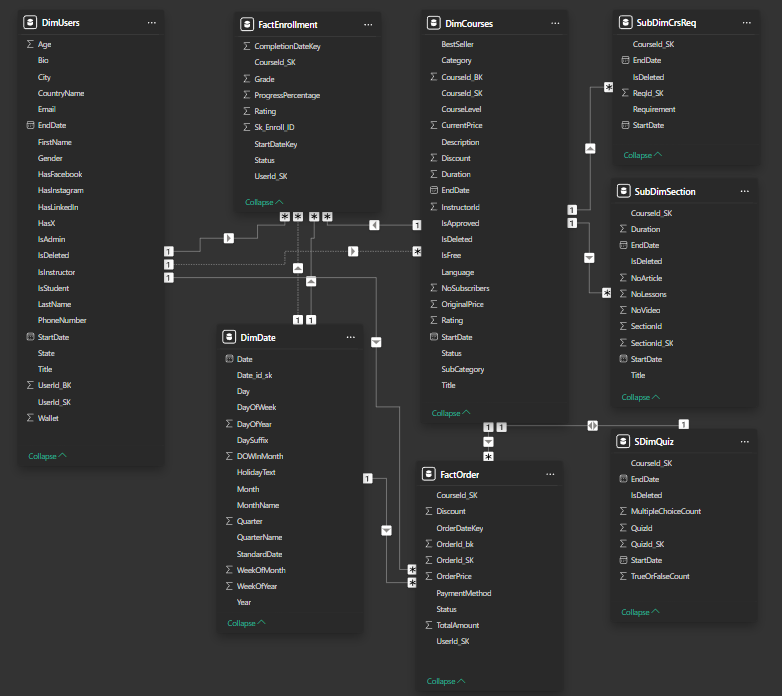 DimUsers
Age
Bio
City
CountryName
Email
EndDate
FirstName
Gender
HasFacebook
HasInstagram
HasLinkedIn
HasX
IsAdmin
IsDeleted
IsInstructor
IsStudent
LastName
PhoneNumber
StartDate
State
Title
UserId_BK
UserId_SK
Wallet
Collapse
FactEnrollment
CompletionDateKey
CourseId_SK
Grade
ProgressPercentage
Rating
Sk_Enroll_ID
StartDateKey
Status
UserId_SK
Collapse
DimCourses
BestSeller
Category
CourseId_BK
CourseId_SK
CourseLevel
CurrentPrice
Description
Discount
Duration
EndDate
InstructorId
IsApproved
IsDeleted
IsFree
Language
NoSubscribers
OriginalPrice
Rating
StartDate
Status
SubCategory
Title
Collapse
SubDimCrsReq
CourseId_SK
EndDate
IsDeleted
ReqId_SK
Requirement
StartDate
Collapse
SubDimSection
CourseId_SK
Duration
EndDate
IsDeleted
NoArticle
NoLessons
NoVideo
SectionId
SectionId_SK
StartDate
Title
Collapse
DimDate
Date
Date_id_sk
Day
DayOfWeek
DayOfYear
DaySuffix
DOWInMonth
HolidayText
Month
MonthName
Quarter
QuarterName
StandardDate
WeekOfMonth
WeekOfYear
Year
Collapse
FactOrder
CourseId_SK
Discount
OrderDateKey
OrderId_bk
OrderId_SK
OrderPrice
PaymentMethod
Status
TotalAmount
UserId_SK
Collapse
SDimQuiz
CourseId_SK
EndDate
IsDeleted
MultipleChoiceCount
QuizId
QuizId_SK
StartDate
TrueOrFalseCount
Collapse
1
1
1
*
*
*
*
1
*
1
1
1
1
*
*
1
1
1
*
1
*
*